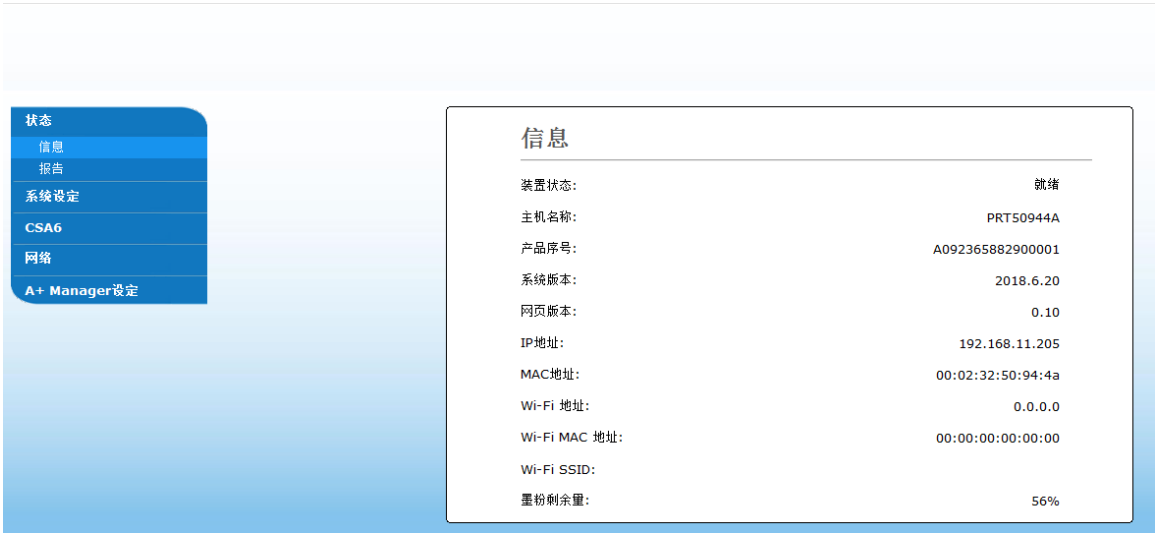 状态
信息
报告
系统设定
CSA6
网络
A+ Manager设定
信息
装置状态: 就绪
主机名称: PRT50944A
产品序号: A092365882900001
系统版本: 2018.6.20
网页版本: 0.10
IP地址: 192.168.11.205
MAC地址: 00:02:32:50:94:4a
Wi-Fi 地址: 0.0.0.0
Wi-Fi MAC 地址: 00:00:00:00:00:00
Wi-Fi SSID:
墨粉剩余量: 56%